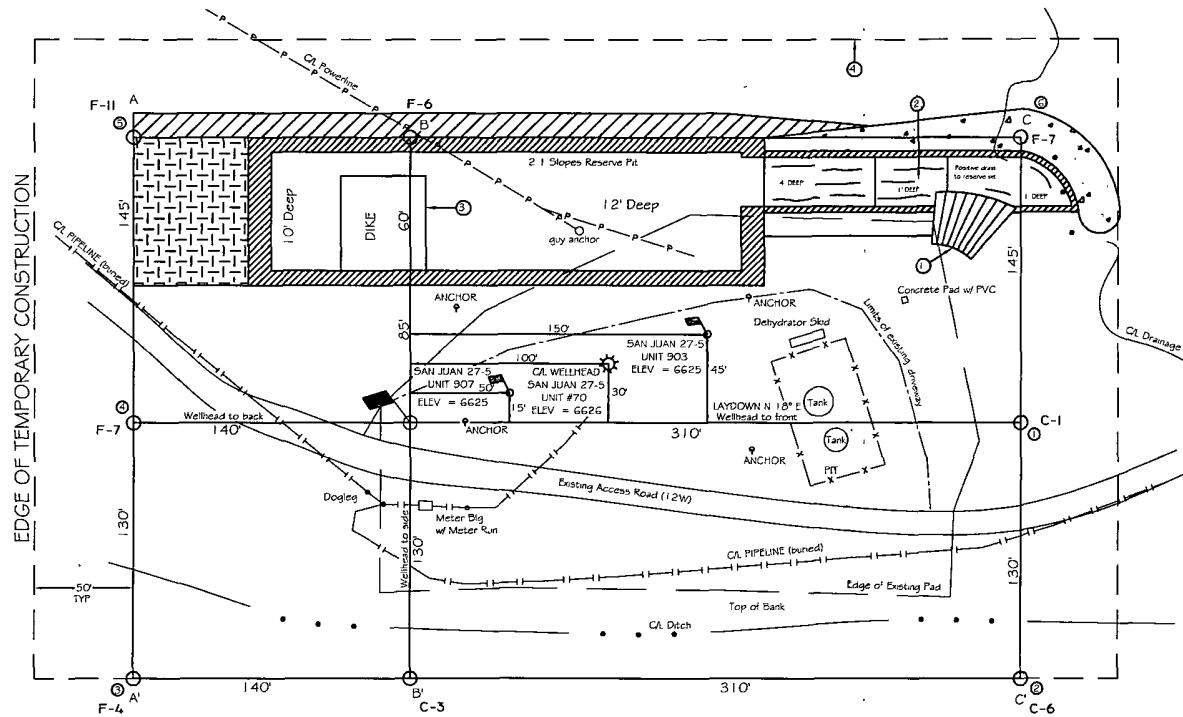 C/L Powerline
④
②
⑥
A
F-11
F-6
C
⑤
B
F-7
2 1 Slopes Reserve Pit
4 DEEP
1' DEEP
Positive drain
to reserve pit
1 DEEP
EDGE OF TEMPORARY CONSTRUCTION
145'
10' Deep
DIKE
60'
③
12' Deep
guy anchor
C/L PIPELINE (buried)
①
145'
Concrete Pad w/ PVC
ANCHOR
ANCHOR
Limits of existing driveway
C/L Drainage
85'
150'
Dehydrator Skid
SAN JUAN 27-5
UNIT 903
ELEV = 6625
45'
100'
SAN JUAN 27-5
UNIT 907
50'
ELEV = 6625
15'
C/L WELLHEAD
SAN JUAN 27-5
UNIT #70
ELEV = 6626
30'
Tank
④
F-7
Wellhead to back
140'
ANCHOR
LAYDOWN N 18° E
Wellhead to front
310'
C-1
①
Tank
ANCHOR
PIT
Existing Access Road (12W)
Dogleg
Meter Blg
w/ Meter Run
130'
Wellhead to side
130'
C/L PIPELINE (buried)
130'
50'
TYP
Edge of Existing Pad
Top of Bank
C/L Ditch
③
A'
140'
B'
310'
C'
②
F-4
C-3
C-6